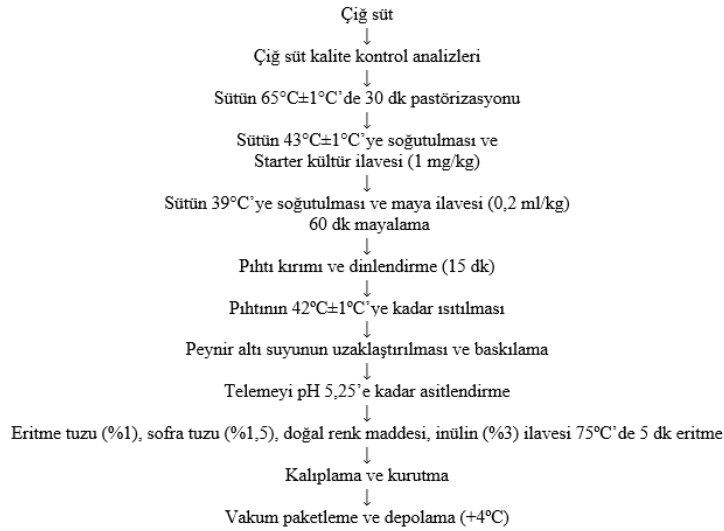 Çiğ süt
↓
Çiğ süt kalite kontrol analizleri
↓
Sütün 65°C±1°C’de 30 dk pastörizasyonu
↓
Sütün 43°C±1°C’ye soğutulması ve
Starter kültür ilavesi (1 mg/kg)
↓
Sütün 39°C’ye soğutulması ve maya ilavesi (0,2 ml/kg)
60 dk mayalama
↓
Pıhtı kırımı ve dinlendirme (15 dk)
↓
Pıhtının 42ºC±1ºC’ye kadar ısıtılması
↓
Peynir altı suyunun uzaklaştırılması ve baskılama
↓
Telemeyi pH 5,25’e kadar asitlendirme
↓
Eritme tuzu (%1), sofra tuzu (%1,5), doğal renk maddesi, inülin (%3) ilavesi 75ºC’de 5 dk eritme
↓
Kalıplama ve kurutma
↓
Vakum paketleme ve depolama (+4ºC)